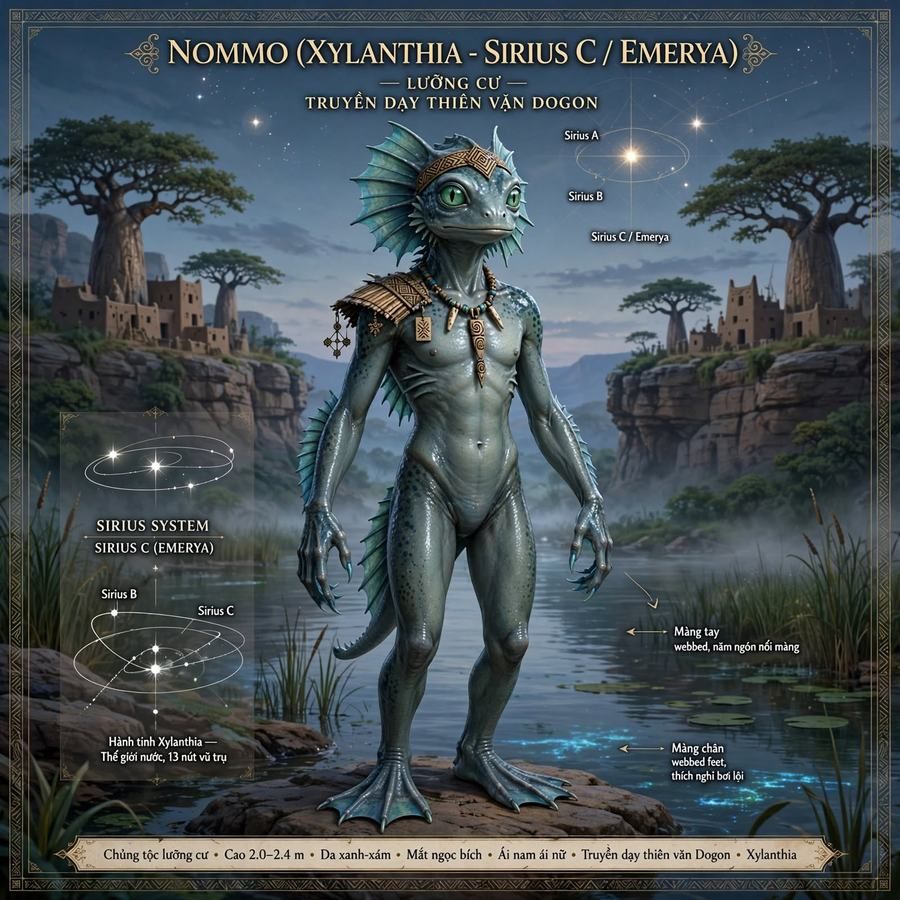 NOMMO (XYLANTHIA - SIRIUS C / EMERYA)
— LƯỠNG CƯ —
TRUYỀN DẠY THIÊN VĂN DOGON
Sirius A
Sirius B
Sirius C / Emerya
SIRIUS SYSTEM
SIRIUS C (EMERYA)
Sirius B
Sirius C
Hành tinh Xylanthia —
Thế giới nước, 13 nút vũ trụ
Màng tay
webbed, năm ngón nối màng
Màng chân
webbed feet,
thích nghi bơi lội
Chủng tộc lưỡng cư • Cao 2.0–2.4 m • Da xanh-xám • Mắt ngọc bích • Ái nam ái nữ • Truyền dạy thiên văn Dogon • Xylanthia